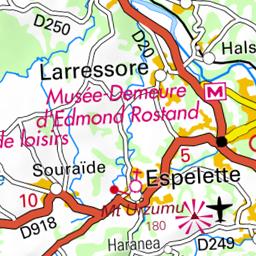 D250
D20
Hals
Larressore
Musée-Demeure
M
d'Edmond Rostand
de loisirs
5
Souraïde
Espelette
10
Mt Urzumu
180
D918
Haranea
D249